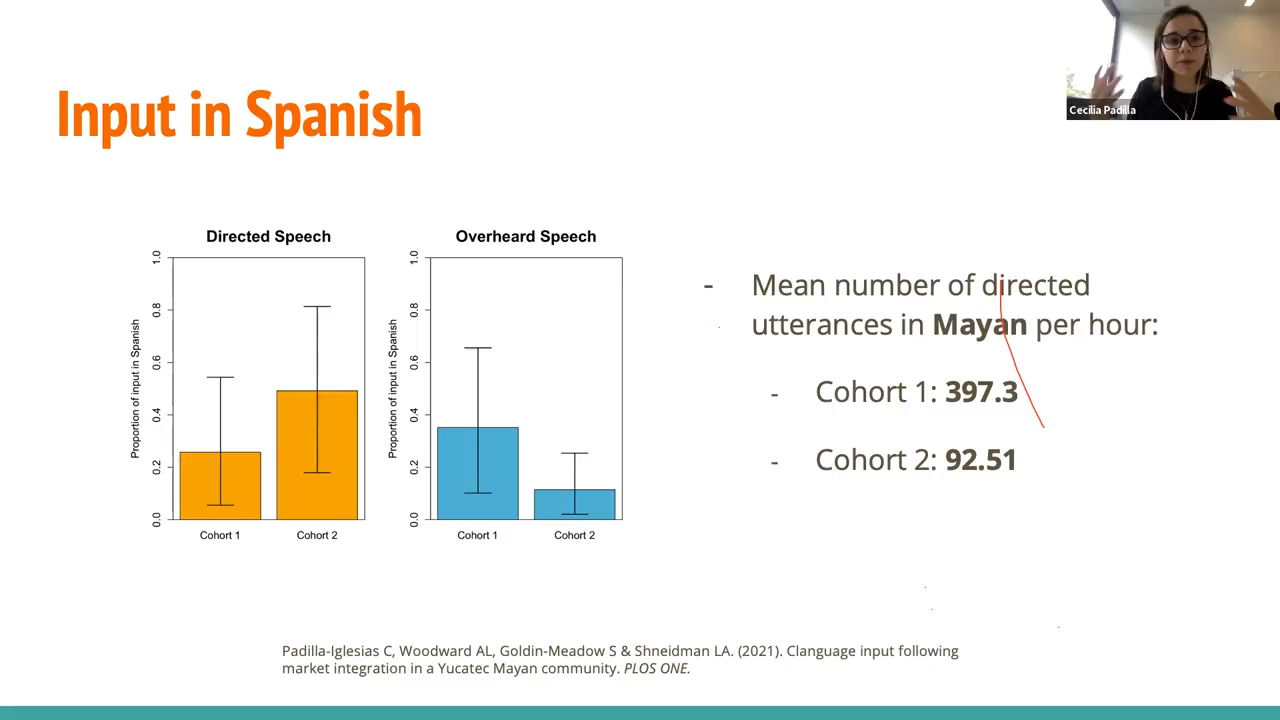 Cecilia Padilla
Input in Spanish
Directed Speech
Proportion of input in Spanish
0.0 0.2 0.4 0.6 0.8 1.0
Cohort 1 Cohort 2
Overheard Speech
Proportion of input in Spanish
0.0 0.2 0.4 0.6 0.8 1.0
Cohort 1 Cohort 2
- Mean number of directed
utterances in Mayan per hour:
- Cohort 1: 397.3
- Cohort 2: 92.51
Padilla-Iglesias C, Woodward AL, Goldin-Meadow S & Shneidman LA. (2021). Clanguage input following
market integration in a Yucatec Mayan community. PLOS ONE.